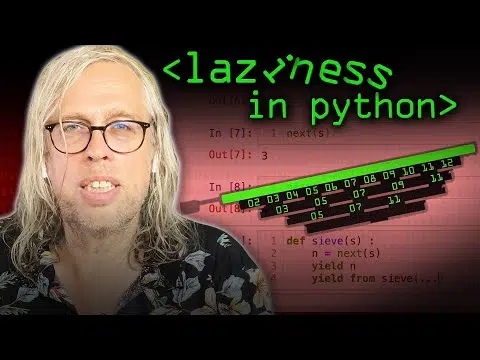 <laziness
in python>
In [7]: 1 next(s)
Out[7]: 3
In [8]:
Out[8]:
02 03 04 05 06 07 08 09 10 11 12
03 05 07 09 11
05 07 11
1 def sieve(s) :
2 n = next(s)
3 yield n
4 yield from sieve(...